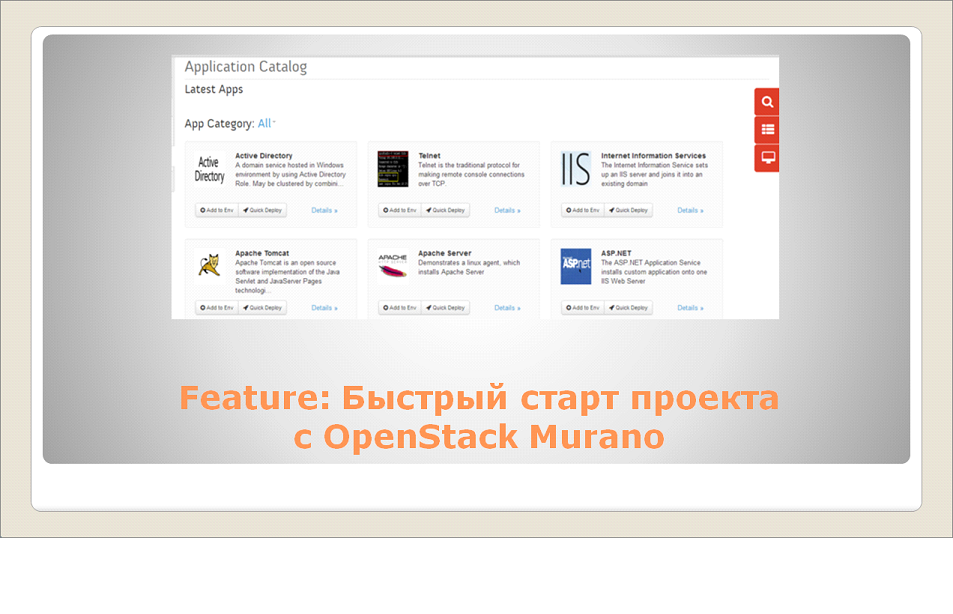 Application Catalog
Latest Apps
App Category: All
Active Directory
Active Directory
A domain service hosted in Windows
environment by using Active Directory
Role. May be clustered by combini...
Add to Env Quick Deploy Details »
Telnet
Telnet is the traditional protocol for
making remote console connections
over TCP.
Add to Env Quick Deploy Details »
IIS
Internet Information Services
The Internet Information Service sets
up an IIS server and joins it into an
existing domain
Add to Env Quick Deploy Details »
Apache Tomcat
Apache Tomcat is an open source
software implementation of the Java
Servlet and JavaServer Pages
technologi...
Add to Env Quick Deploy Details »
APACHE
Apache Server
Demonstrates a linux agent, which
installs Apache Server
Add to Env Quick Deploy Details »
ASP.net
ASP.NET
The ASP.NET Application Service
installs custom application onto one
IIS Web Server
Add to Env Quick Deploy Details »
Feature: Быстрый старт проекта
с OpenStack Murano